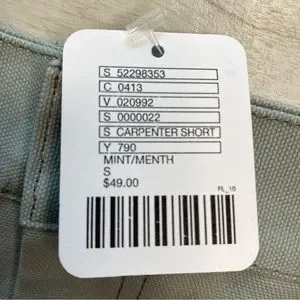 S 52298353
C 0413
V 020992
S 0000022
S CARPENTER SHORT
Y 790
MINT/MENTH
S
$49.00
FL_10